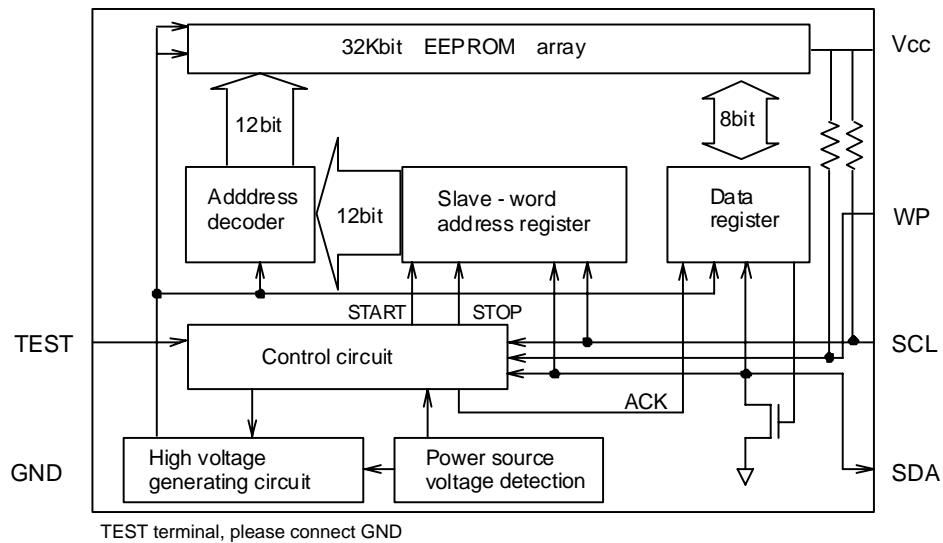 32Kbit EEPROM array
Vcc
12bit
8bit
Adddress
decoder
12bit
Slave - word
address register
Data
register
WP
START
STOP
TEST
Control circuit
SCL
ACK
GND
High voltage
generating circuit
Power source
voltage detection
SDA
TEST terminal, please connect GND